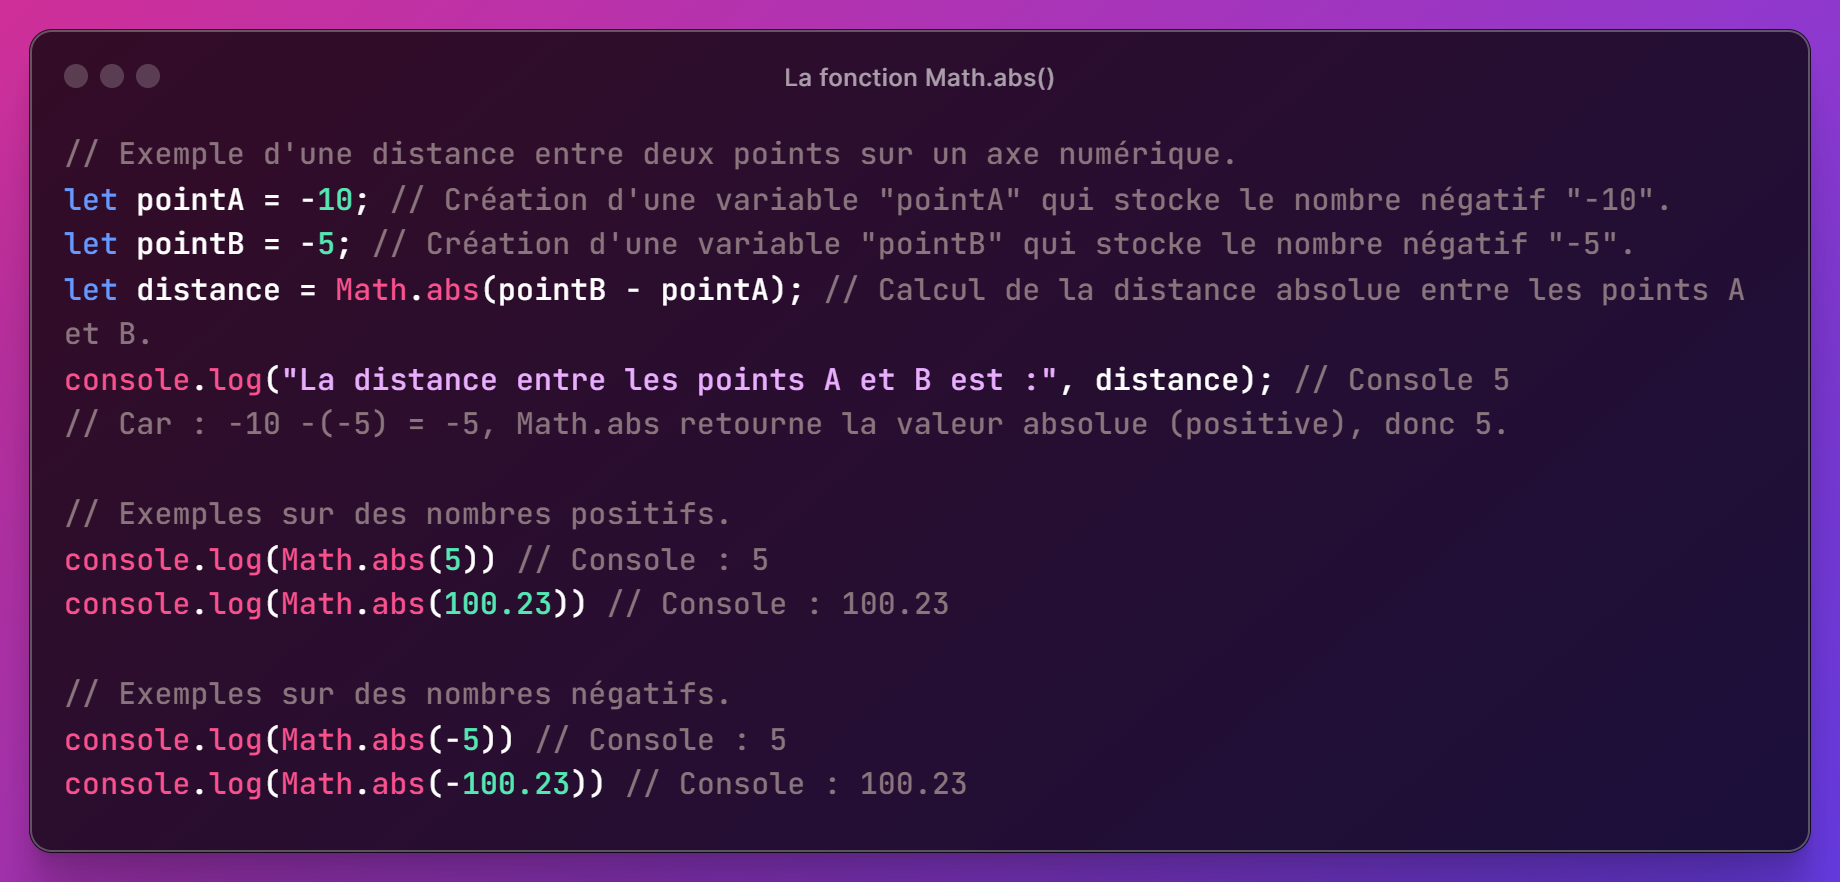 La fonction Math.abs()
// Exemple d'une distance entre deux points sur un axe numérique.
let pointA = -10; // Création d'une variable "pointA" qui stocke le nombre négatif "-10".
let pointB = -5; // Création d'une variable "pointB" qui stocke le nombre négatif "-5".
let distance = Math.abs(pointB - pointA); // Calcul de la distance absolue entre les points A
et B.
console.log("La distance entre les points A et B est :", distance); // Console 5
// Car : -10 -(-5) = -5, Math.abs retourne la valeur absolue (positive), donc 5.
// Exemples sur des nombres positifs.
console.log(Math.abs(5)) // Console : 5
console.log(Math.abs(100.23)) // Console : 100.23
// Exemples sur des nombres négatifs.
console.log(Math.abs(-5)) // Console : 5
console.log(Math.abs(-100.23)) // Console : 100.23